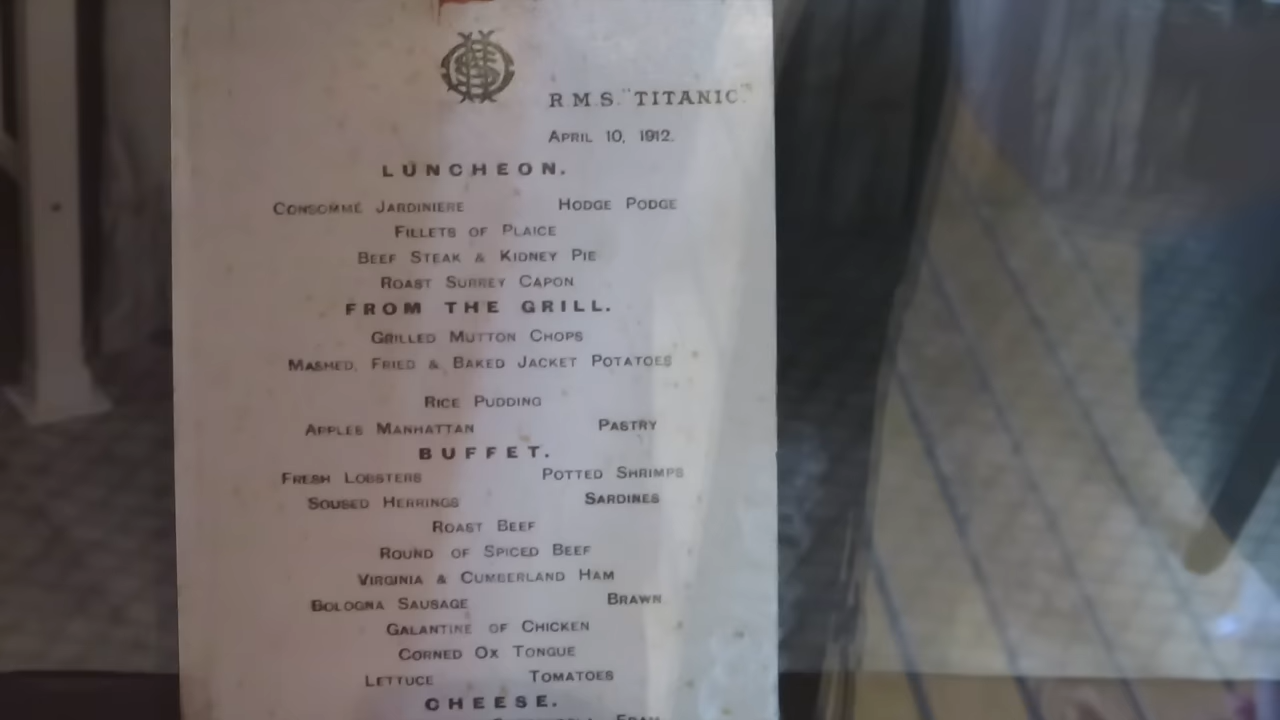 R.M.S. "TITANIC."
APRIL 10, 1912.
LUNCHEON.
CONSOMMÉ JARDINIERE HODGE PODGE
FILLETS OF PLAICE
BEEF STEAK & KIDNEY PIE
ROAST SURREY CAPON
FROM THE GRILL.
GRILLED MUTTON CHOPS
MASHED, FRIED & BAKED JACKET POTATOES
RICE PUDDING
APPLES MANHATTAN PASTRY
BUFFET.
FRESH LOBSTERS POTTED SHRIMPS
SOUSED HERRINGS SARDINES
ROAST BEEF
ROUND OF SPICED BEEF
VIRGINIA & CUMBERLAND HAM
BOLOGNA SAUSAGE BRAWN
GALANTINE OF CHICKEN
CORNED OX TONGUE
LETTUCE TOMATOES
CHEESE.